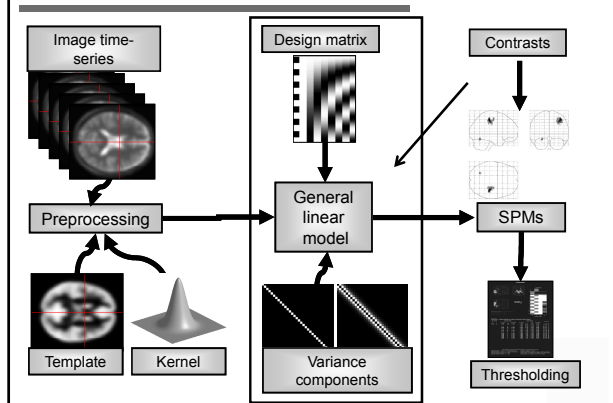 Image time-
series
Design matrix
Contrasts
Preprocessing
General
linear
model
SPMs
Template
Kernel
Variance
components
Thresholding